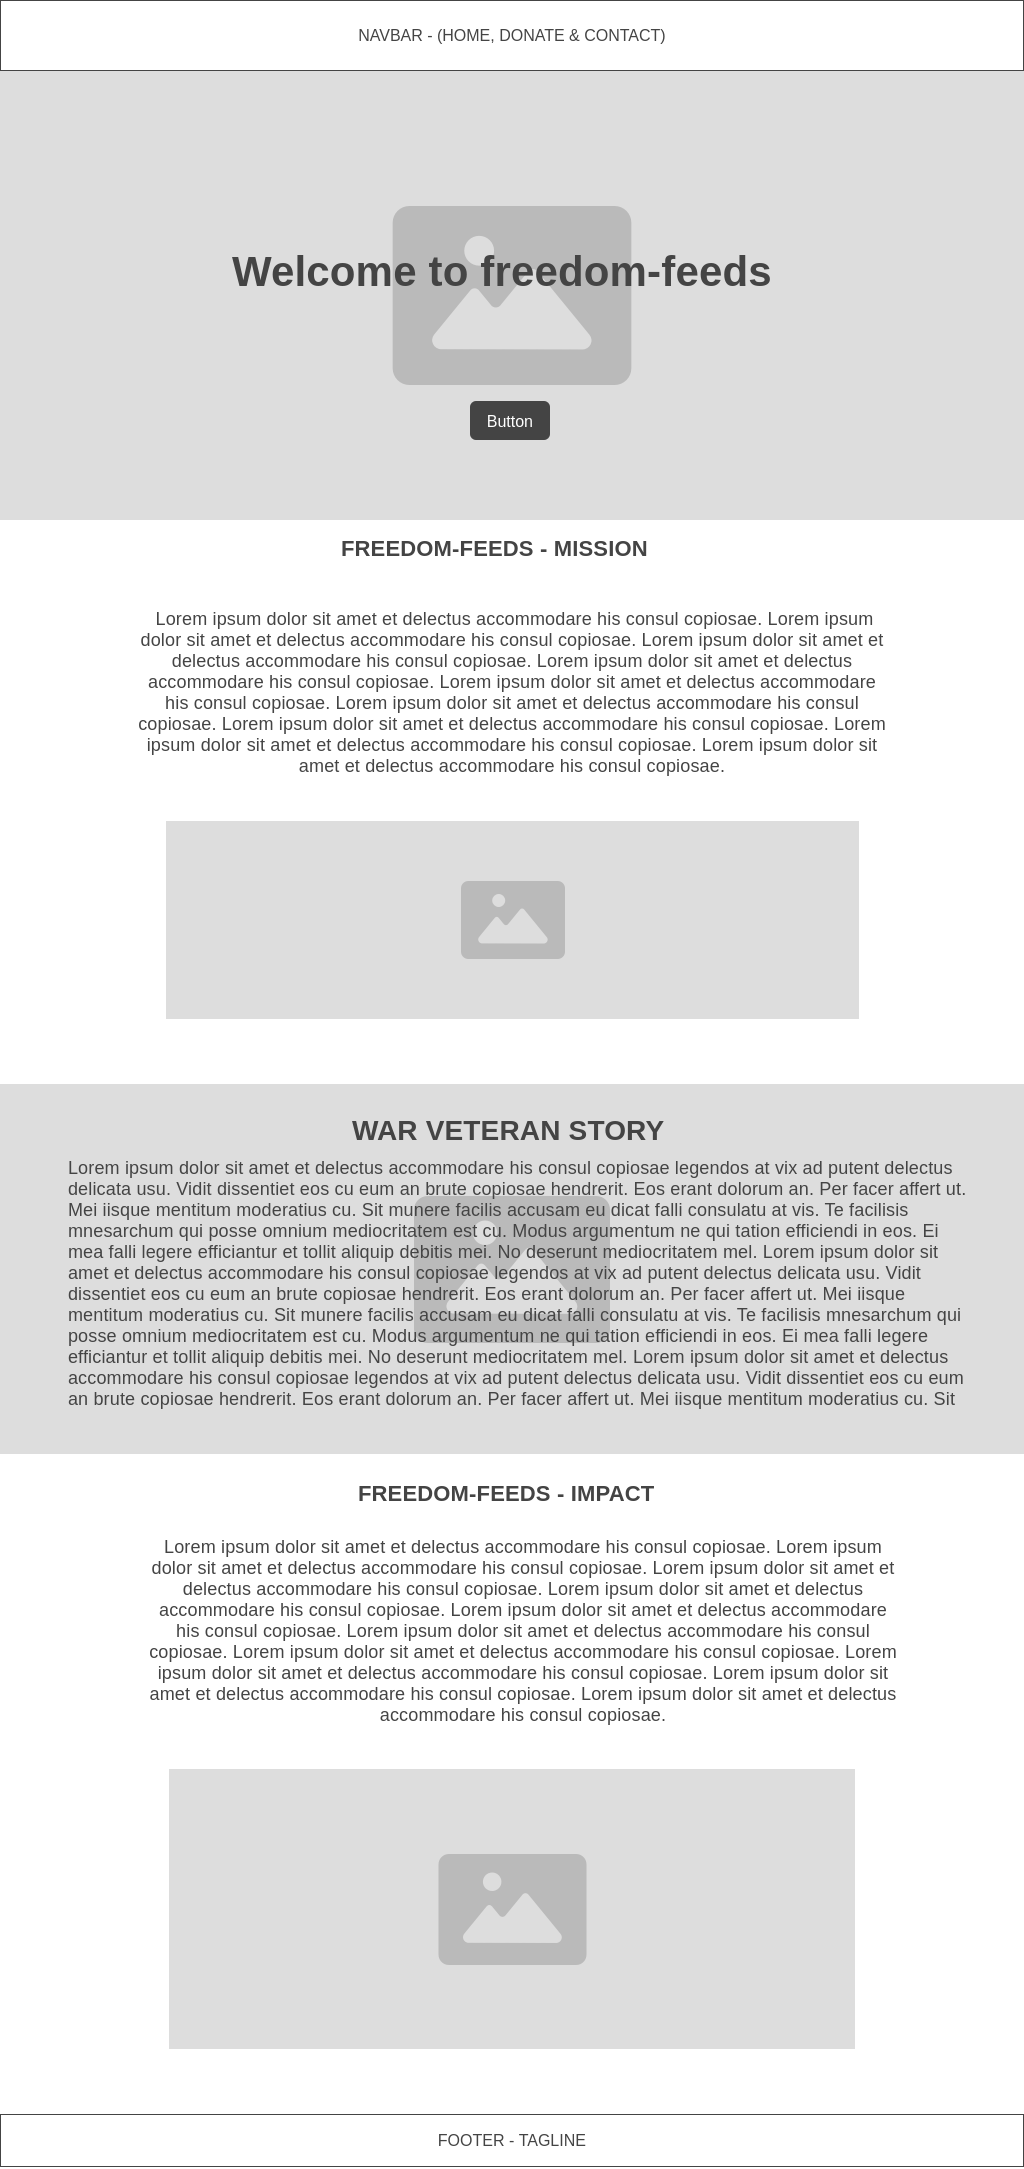 NAVBAR - (HOME, DONATE & CONTACT)
Welcome to freedom-feeds
Button
FREEDOM-FEEDS - MISSION
Lorem ipsum dolor sit amet et delectus accommodare his consul copiosae. Lorem ipsum
dolor sit amet et delectus accommodare his consul copiosae. Lorem ipsum dolor sit amet et
delectus accommodare his consul copiosae. Lorem ipsum dolor sit amet et delectus
accommodare his consul copiosae. Lorem ipsum dolor sit amet et delectus accommodare
his consul copiosae. Lorem ipsum dolor sit amet et delectus accommodare his consul
copiosae. Lorem ipsum dolor sit amet et delectus accommodare his consul copiosae. Lorem
ipsum dolor sit amet et delectus accommodare his consul copiosae. Lorem ipsum dolor sit
amet et delectus accommodare his consul copiosae.
WAR VETERAN STORY
Lorem ipsum dolor sit amet et delectus accommodare his consul copiosae legendos at vix ad putent delectus
delicata usu. Vidit dissentiet eos cu eum an brute copiosae hendrerit. Eos erant dolorum an. Per facer affert ut.
Mei iisque mentitum moderatius cu. Sit munere facilis accusam eu dicat falli consulatu at vis. Te facilisis
mnesarchum qui posse omnium mediocritatem est cu. Modus argumentum ne qui tation efficiendi in eos. Ei
mea falli legere efficiantur et tollit aliquip debitis mei. No deserunt mediocritatem mel. Lorem ipsum dolor sit
amet et delectus accommodare his consul copiosae legendos at vix ad putent delectus delicata usu. Vidit
dissentiet eos cu eum an brute copiosae hendrerit. Eos erant dolorum an. Per facer affert ut. Mei iisque
mentitum moderatius cu. Sit munere facilis accusam eu dicat falli consulatu at vis. Te facilisis mnesarchum qui
posse omnium mediocritatem est cu. Modus argumentum ne qui tation efficiendi in eos. Ei mea falli legere
efficiantur et tollit aliquip debitis mei. No deserunt mediocritatem mel. Lorem ipsum dolor sit amet et delectus
accommodare his consul copiosae legendos at vix ad putent delectus delicata usu. Vidit dissentiet eos cu eum
an brute copiosae hendrerit. Eos erant dolorum an. Per facer affert ut. Mei iisque mentitum moderatius cu. Sit
FREEDOM-FEEDS - IMPACT
Lorem ipsum dolor sit amet et delectus accommodare his consul copiosae. Lorem ipsum
dolor sit amet et delectus accommodare his consul copiosae. Lorem ipsum dolor sit amet et
delectus accommodare his consul copiosae. Lorem ipsum dolor sit amet et delectus
accommodare his consul copiosae. Lorem ipsum dolor sit amet et delectus accommodare
his consul copiosae. Lorem ipsum dolor sit amet et delectus accommodare his consul
copiosae. Lorem ipsum dolor sit amet et delectus accommodare his consul copiosae. Lorem
ipsum dolor sit amet et delectus accommodare his consul copiosae. Lorem ipsum dolor sit
amet et delectus accommodare his consul copiosae. Lorem ipsum dolor sit amet et delectus
accommodare his consul copiosae.
FOOTER - TAGLINE